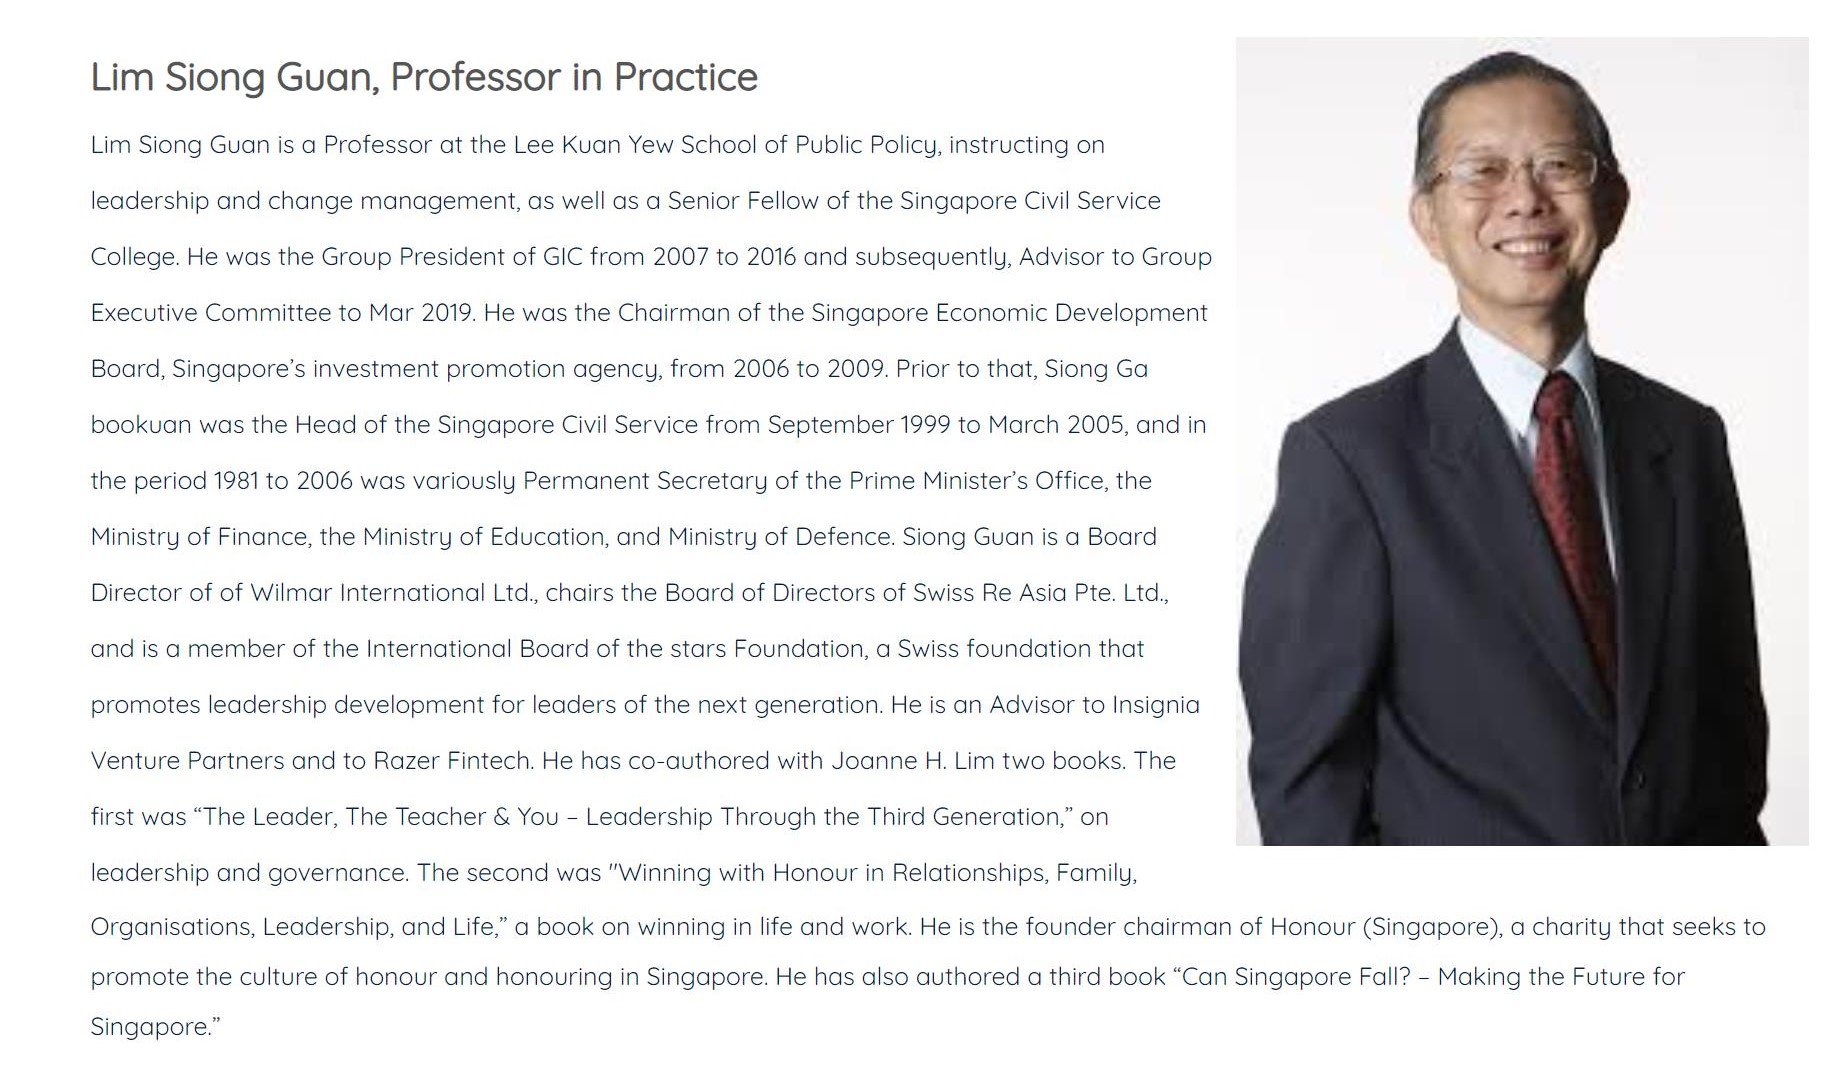 Lim Siong Guan, Professor in Practice
Lim Siong Guan is a Professor at the Lee Kuan Yew School of Public Policy, instructing on
leadership and change management, as well as a Senior Fellow of the Singapore Civil Service
College. He was the Group President of GIC from 2007 to 2016 and subsequently, Advisor to Group
Executive Committee to Mar 2019. He was the Chairman of the Singapore Economic Development
Board, Singapore’s investment promotion agency, from 2006 to 2009. Prior to that, Siong Ga
bookuan was the Head of the Singapore Civil Service from September 1999 to March 2005, and in
the period 1981 to 2006 was variously Permanent Secretary of the Prime Minister’s Office, the
Ministry of Finance, the Ministry of Education, and Ministry of Defence. Siong Guan is a Board
Director of of Wilmar International Ltd., chairs the Board of Directors of Swiss Re Asia Pte. Ltd.,
and is a member of the International Board of the stars Foundation, a Swiss foundation that
promotes leadership development for leaders of the next generation. He is an Advisor to Insignia
Venture Partners and to Razer Fintech. He has co-authored with Joanne H. Lim two books. The
first was “The Leader, The Teacher & You – Leadership Through the Third Generation,” on
leadership and governance. The second was "Winning with Honour in Relationships, Family,
Organisations, Leadership, and Life,” a book on winning in life and work. He is the founder chairman of Honour (Singapore), a charity that seeks to
promote the culture of honour and honouring in Singapore. He has also authored a third book “Can Singapore Fall? – Making the Future for
Singapore.”